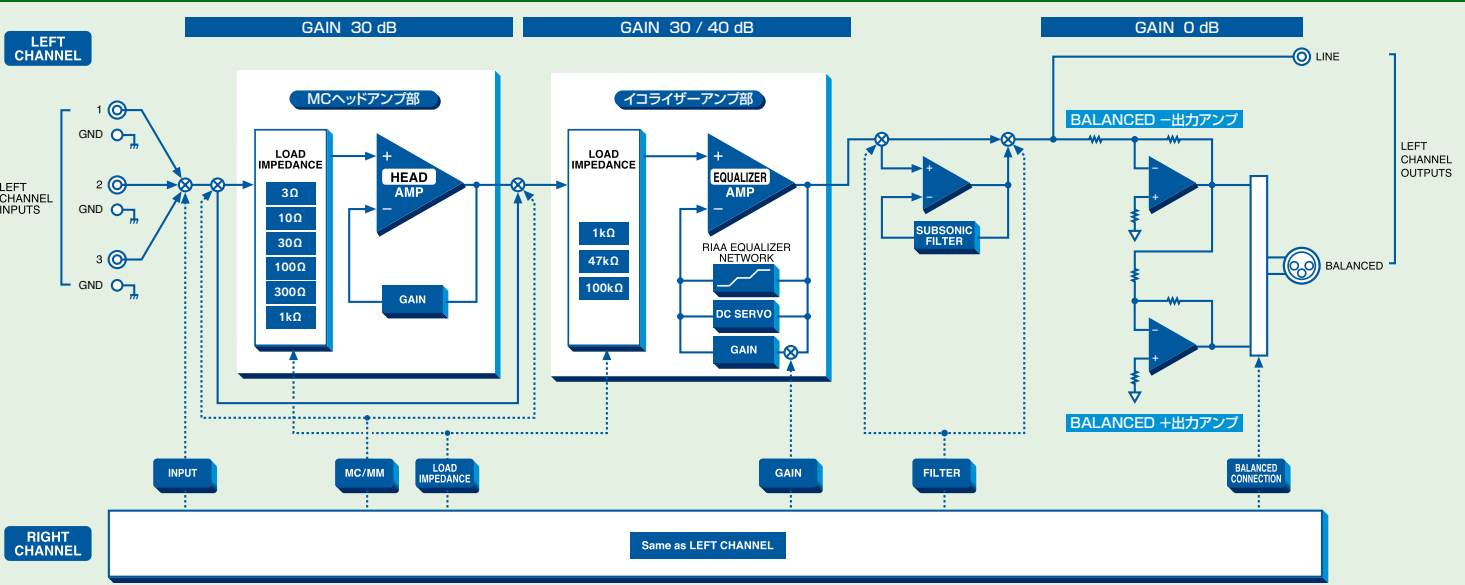 GAIN 30 dB
GAIN 30 / 40 dB
GAIN 0 dB
LEFT
CHANNEL
LINE
MCヘッドアンプ部
イコライザーアンプ部
BALANCED −出力アンプ
1
GND
2
GND
3
GND
LEFT
CHANNEL
INPUTS
LOAD
IMPEDANCE
3Ω
10Ω
30Ω
100Ω
300Ω
1kΩ
+
HEAD
AMP
−
GAIN
LOAD
IMPEDANCE
1kΩ
47kΩ
100kΩ
+
EQUALIZER
AMP
−
RIAA EQUALIZER
NETWORK
DC SERVO
GAIN
+
−
SUBSONIC
FILTER
−
+
−
+
LEFT
CHANNEL
OUTPUTS
BALANCED
BALANCED +出力アンプ
INPUT
MC/MM
LOAD
IMPEDANCE
GAIN
FILTER
BALANCED
CONNECTION
RIGHT
CHANNEL
Same as LEFT CHANNEL